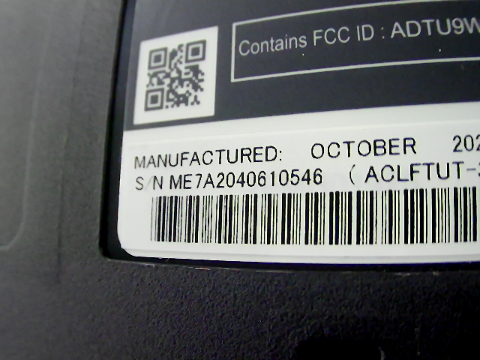 Contains FCC ID : ADTU9W
MANUFACTURED: OCTOBER 202
S/N ME7A2040610546 ( ACLFTUT-